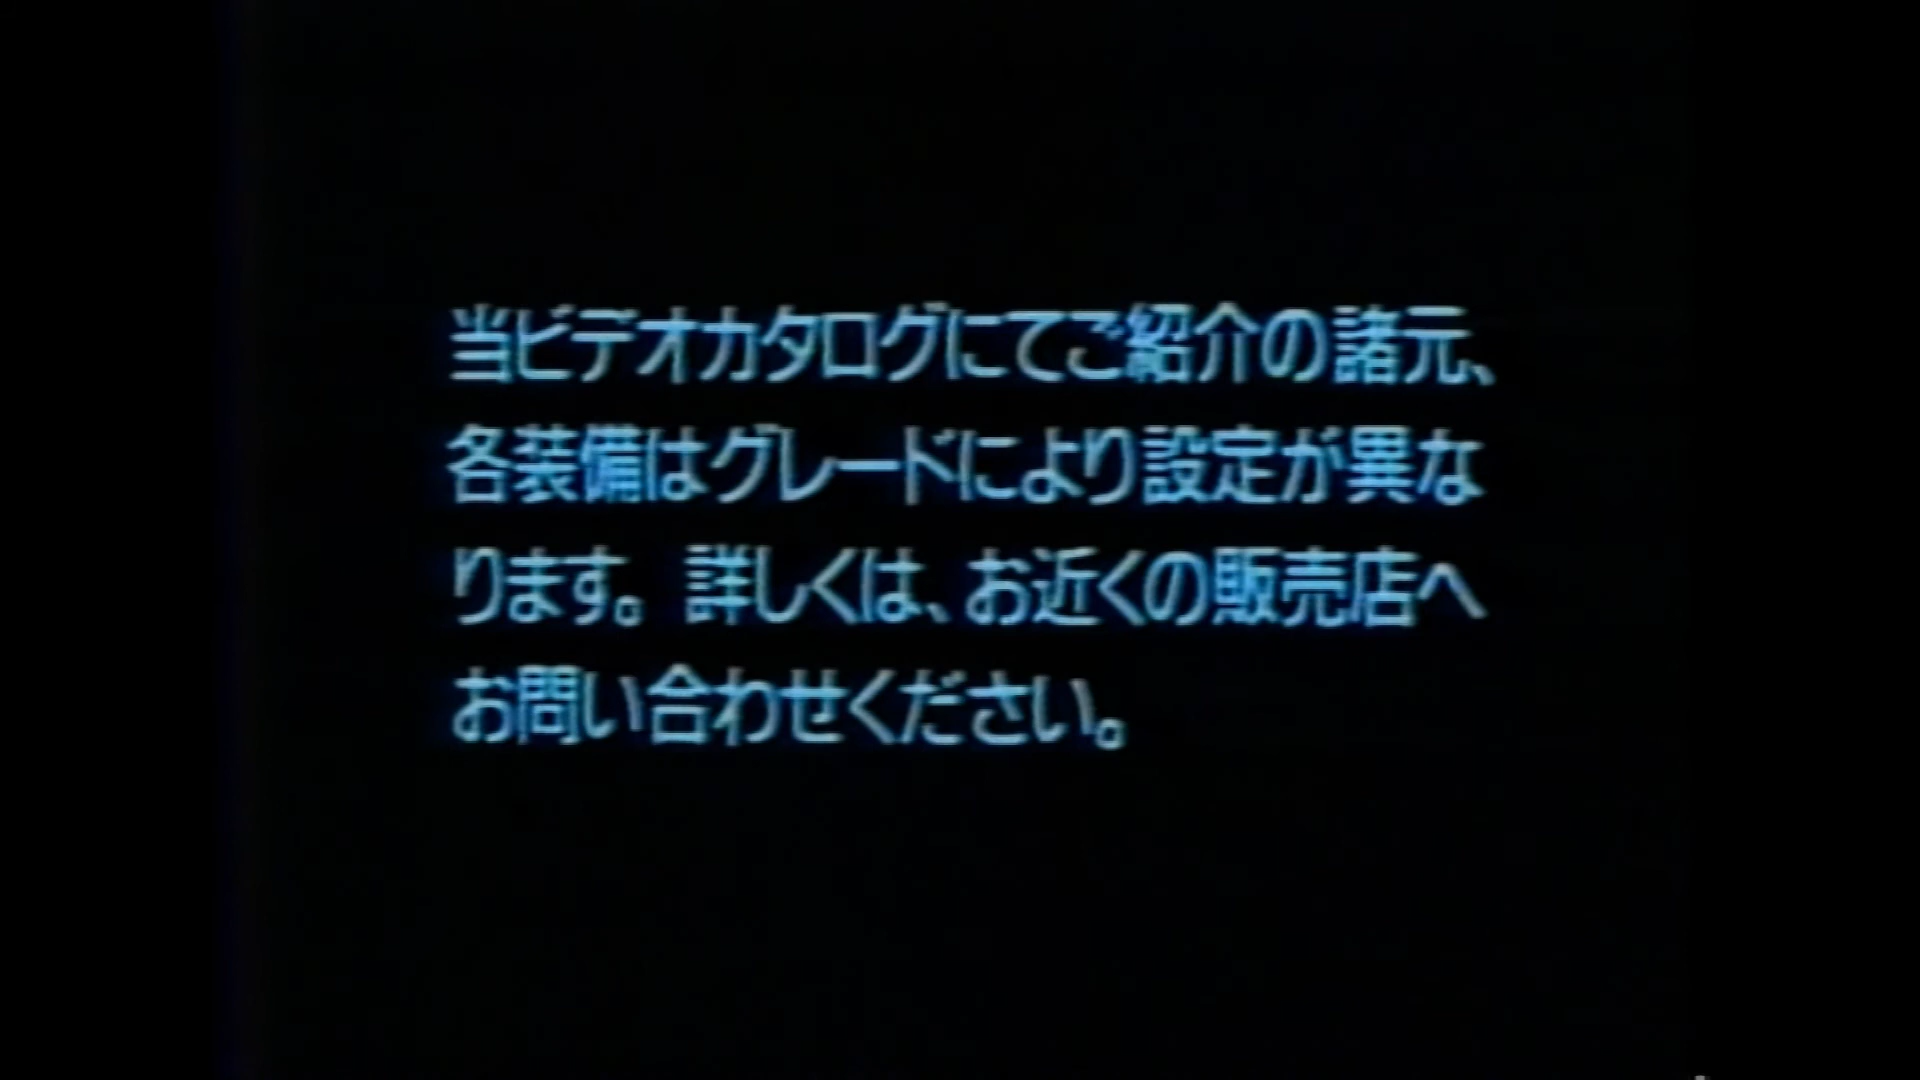 当ビデオカタログにてご紹介の諸元、
各装備はグレードにより設定が異な
ります。詳しくは、お近くの販売店へ
お問い合わせください。